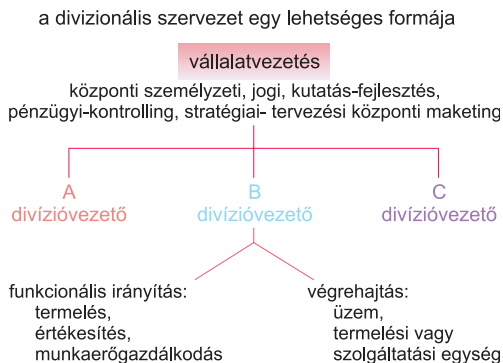 a divizionális szervezet egy lehetséges formája
vállalatvezetés
központi személyzeti, jogi, kutatás-fejlesztés,
pénzügyi-kontrolling, stratégiai- tervezési központi maketing
A
divízióvezető
B
divízióvezető
C
divízióvezető
funkcionális irányítás:
termelés,
értékesítés,
munkaerőgazdálkodás
végrehajtás:
üzem,
termelési vagy
szolgáltatási egység